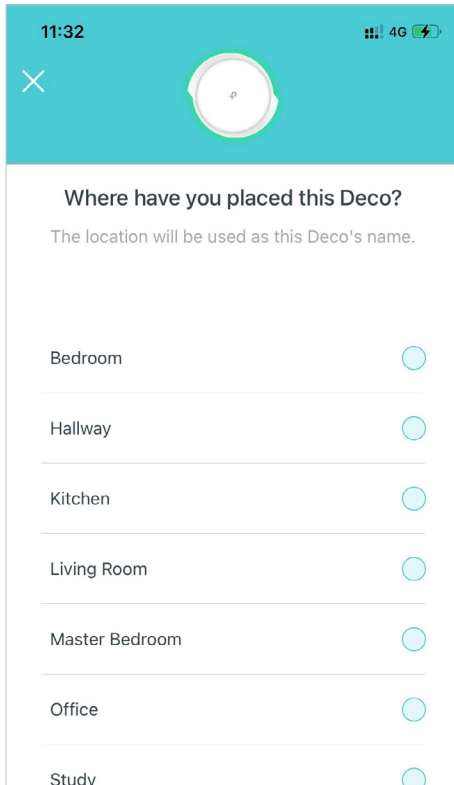 11:32
4G
Where have you placed this Deco?
The location will be used as this Deco's name.
Bedroom
Hallway
Kitchen
Living Room
Master Bedroom
Office
Study